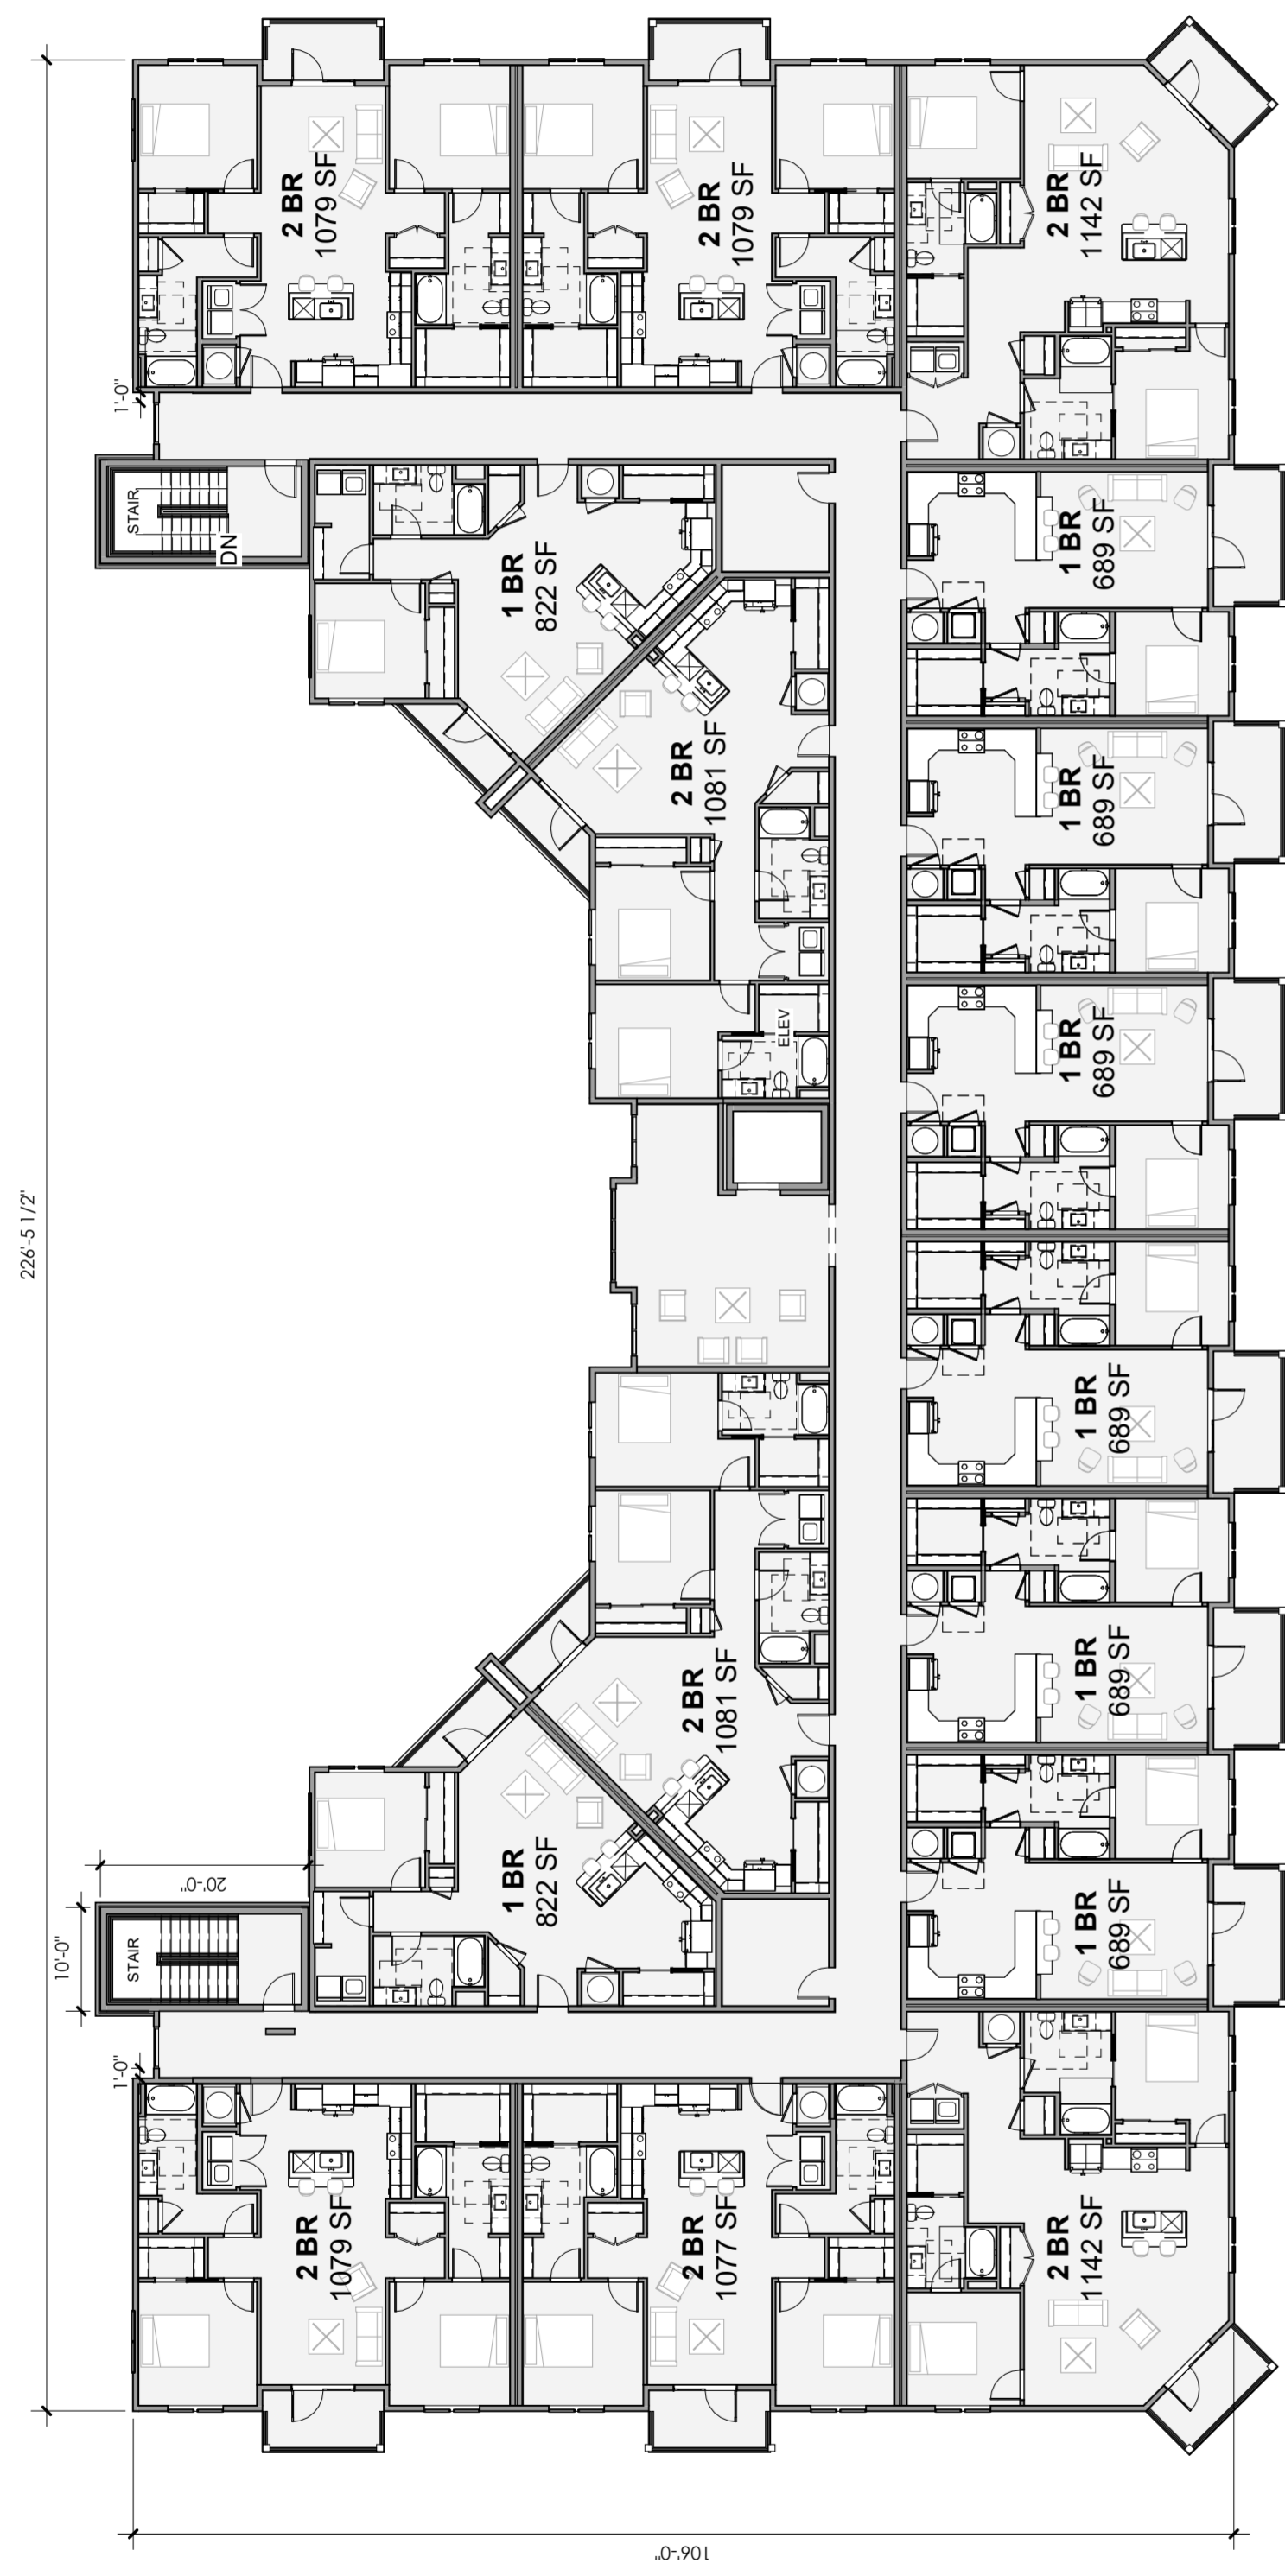 2 BR
1079 SF
2 BR
1079 SF
2 BR
1142 SF
1'-0"
STAIR
DN
1 BR
822 SF
1 BR
689 SF
2 BR
1081 SF
1 BR
689 SF
ELEV
1 BR
689 SF
226'-5 1/2"
1 BR
689 SF
2 BR
1081 SF
1 BR
689 SF
1 BR
822 SF
20'-0"
10'-0"
STAIR
1 BR
689 SF
1'-0"
2 BR
1079 SF
2 BR
1077 SF
2 BR
1142 SF
106'-0"